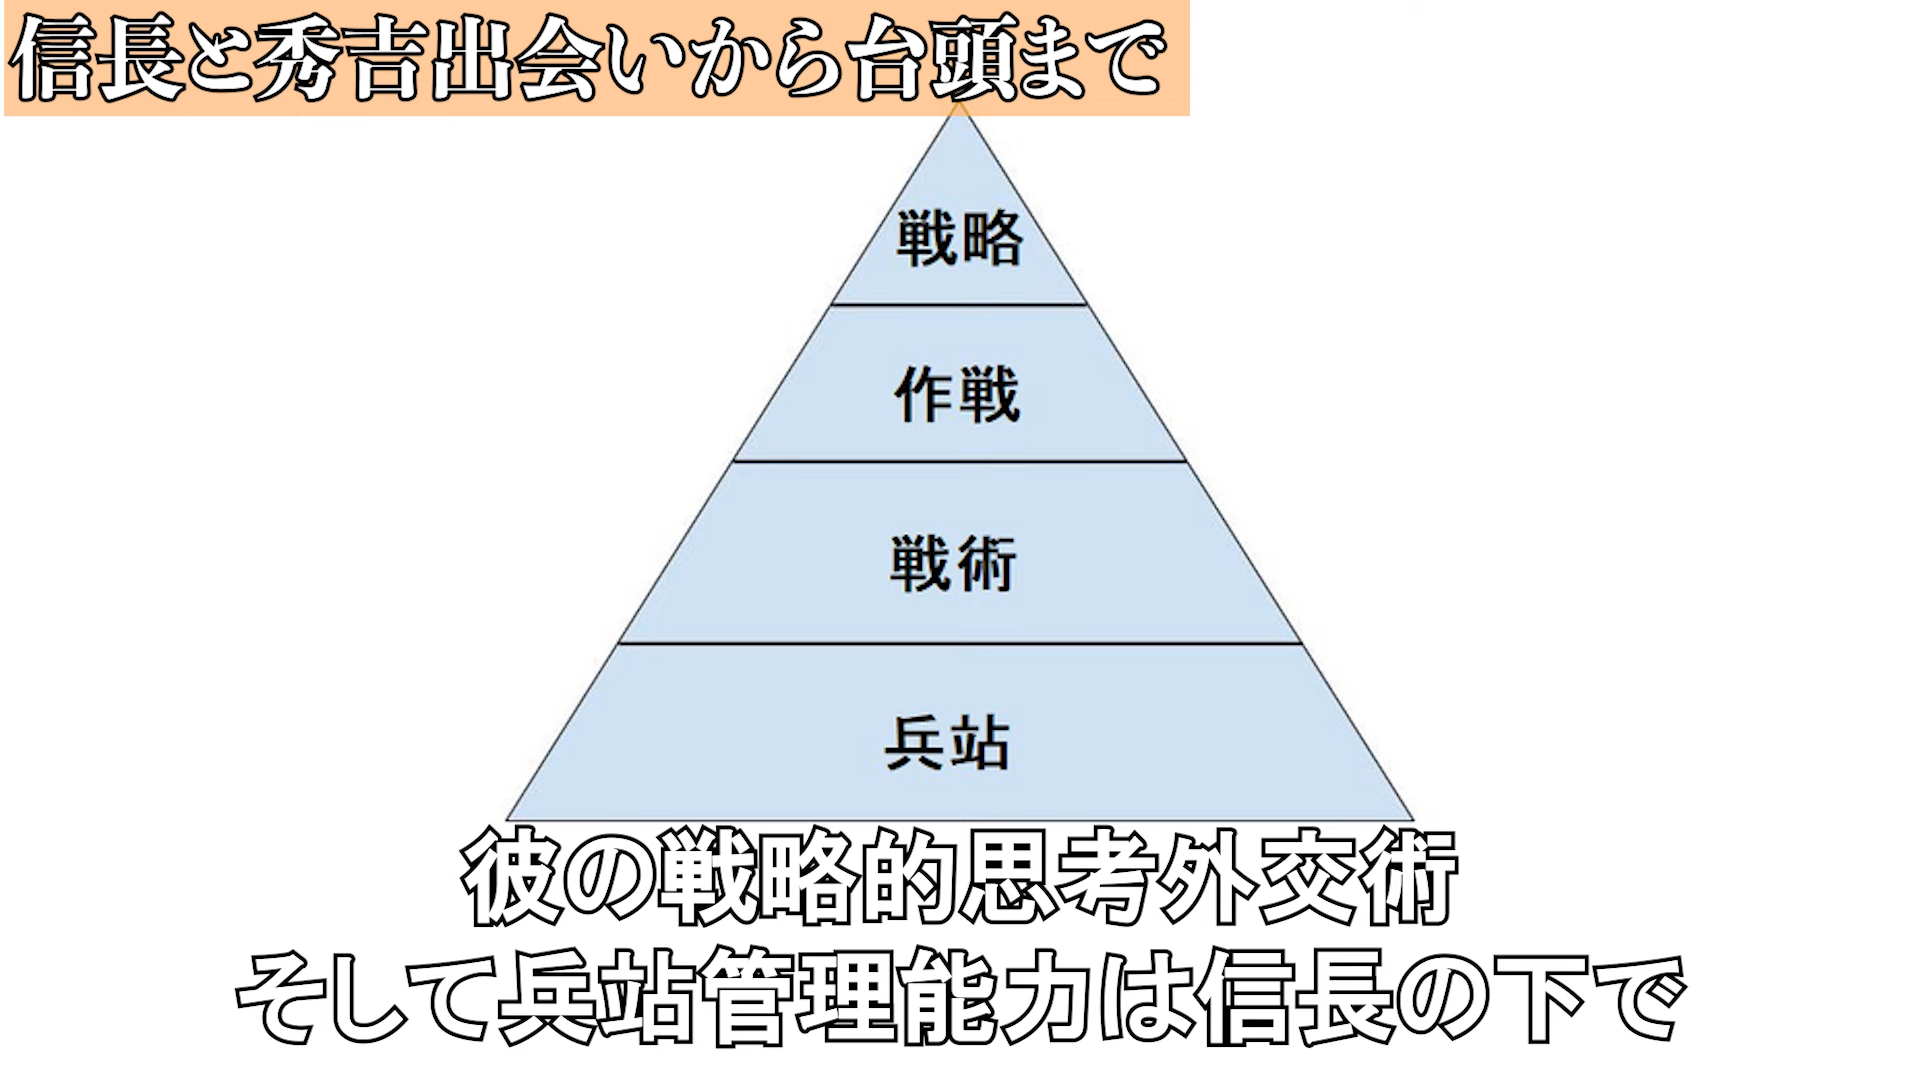 信長と秀吉出会いから台頭まで
戦略
作戦
戦術
兵站
彼の戦略的思考外交術
そして兵站管理能力は信長の下で